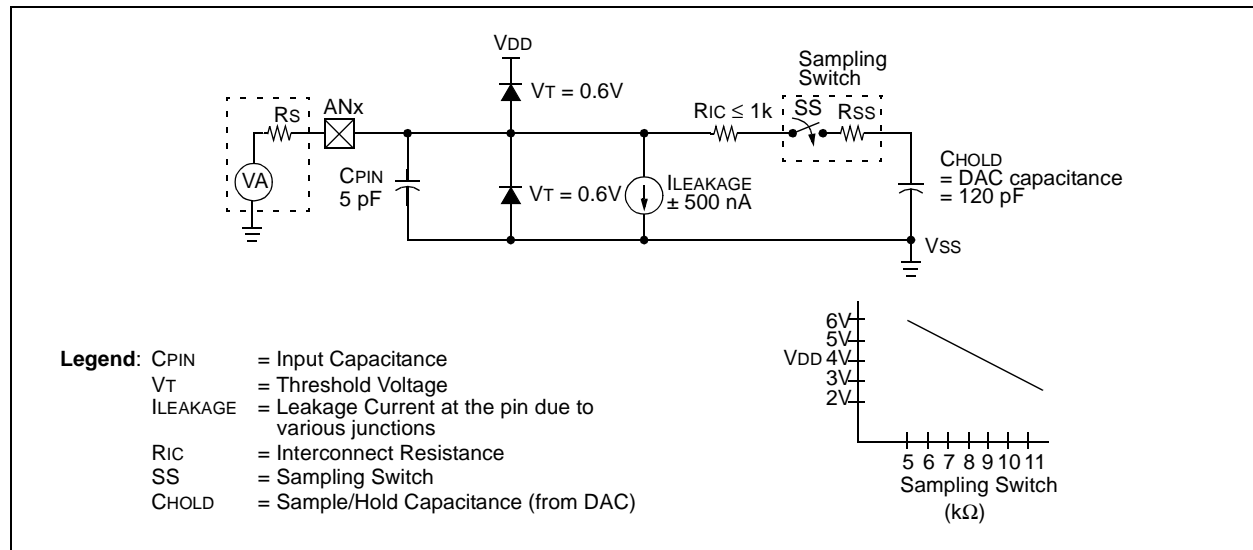 VDD
Sampling
Switch
VT = 0.6V
RS
ANx
RIC ≤ 1k
SS
RSS
VA
CPIN
5 pF
VT = 0.6V
ILEAKAGE
± 500 nA
CHOLD
= DAC capacitance
= 120 pF
VSS
Legend: CPIN = Input Capacitance
VT = Threshold Voltage
ILEAKAGE = Leakage Current at the pin due to
various junctions
RIC = Interconnect Resistance
SS = Sampling Switch
CHOLD = Sample/Hold Capacitance (from DAC)
6V
5V
VDD 4V
3V
2V
5 6 7 8 9 10 11
Sampling Switch
(kΩ)